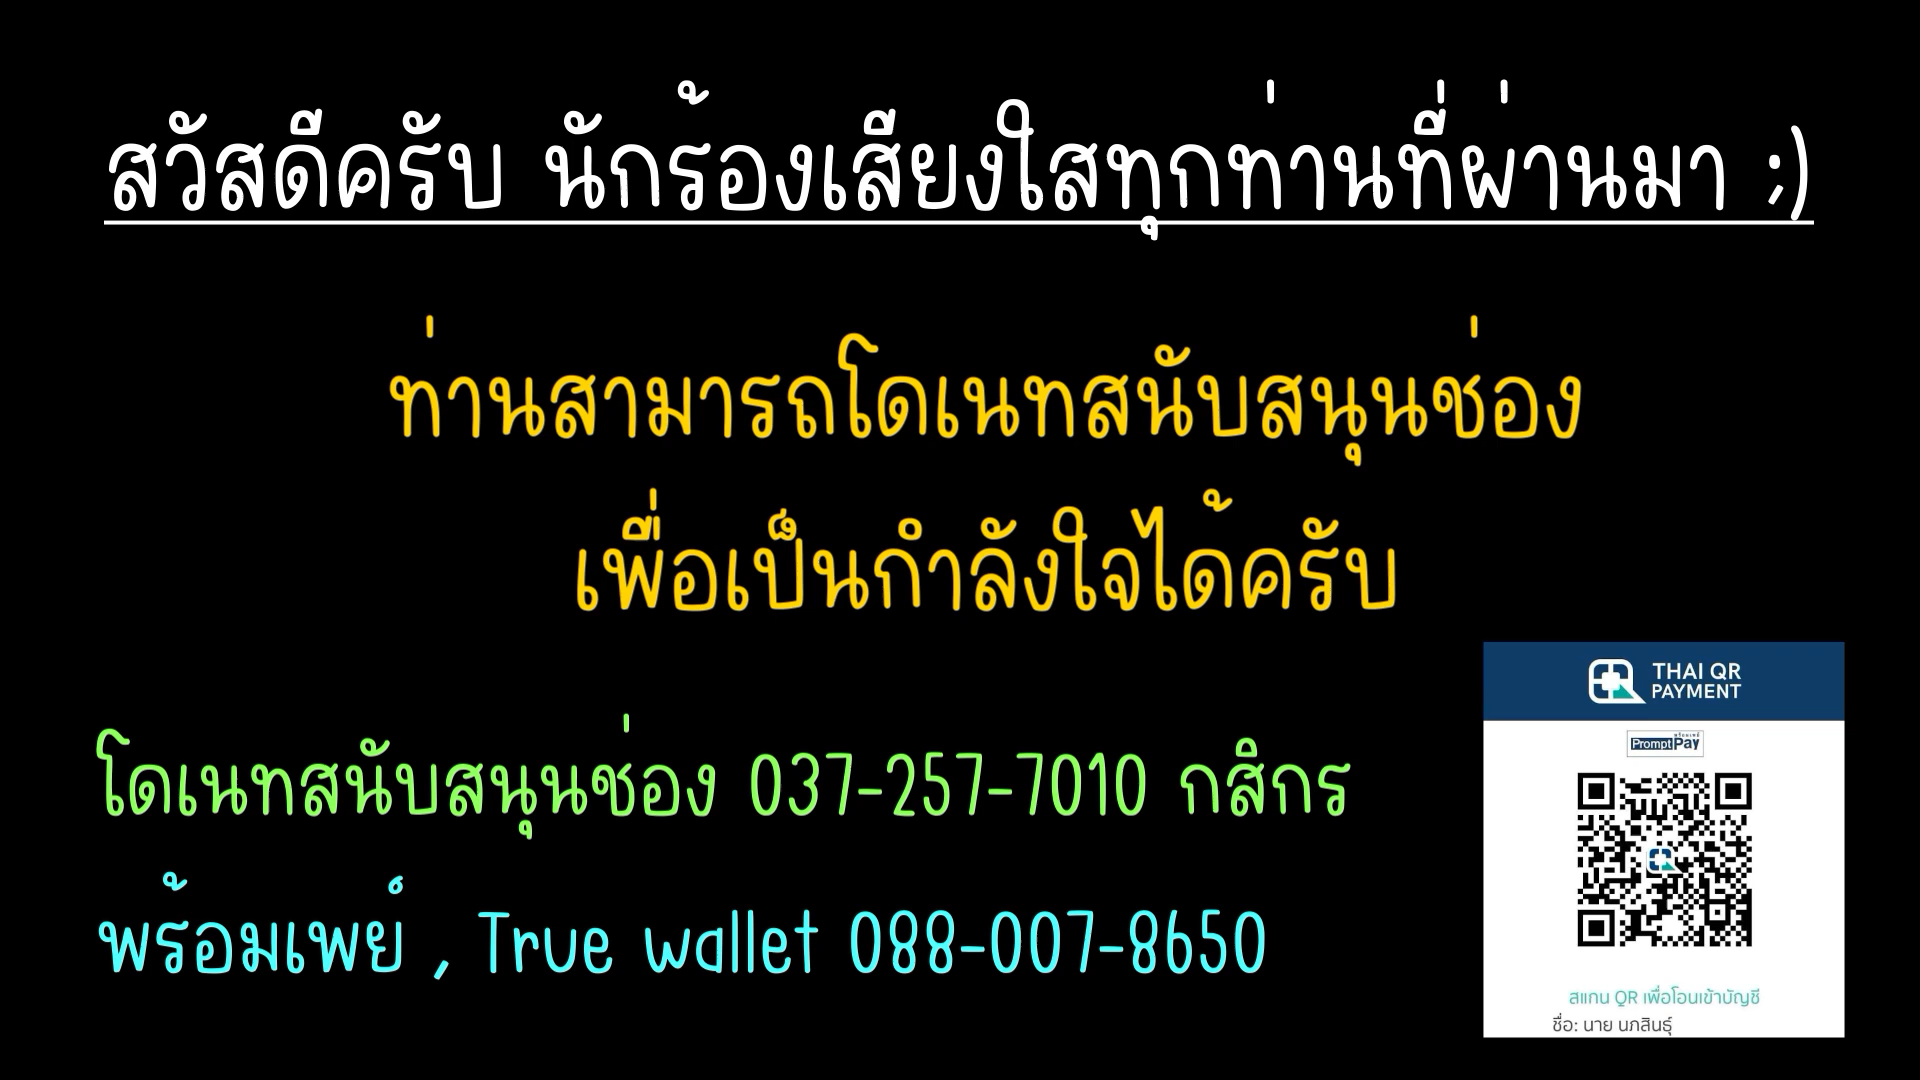 สวัสดีครับ นักร้องเสียงใสทุกท่านที่ผ่านมา ;)
ท่านสามารถโดเนทสนับสนุนช่อง
เพื่อเป็นกำลังใจได้ครับ
โดเนทสนับสนุนช่อง 037-257-7010 กสิกร
พร้อมเพย์ , True wallet 088-007-8650
THAI QR
PAYMENT
พร้อมเพย์
PromptPay
สแกน QR เพื่อโอนเข้าบัญชี
ชื่อ: นาย นภสินธุ์